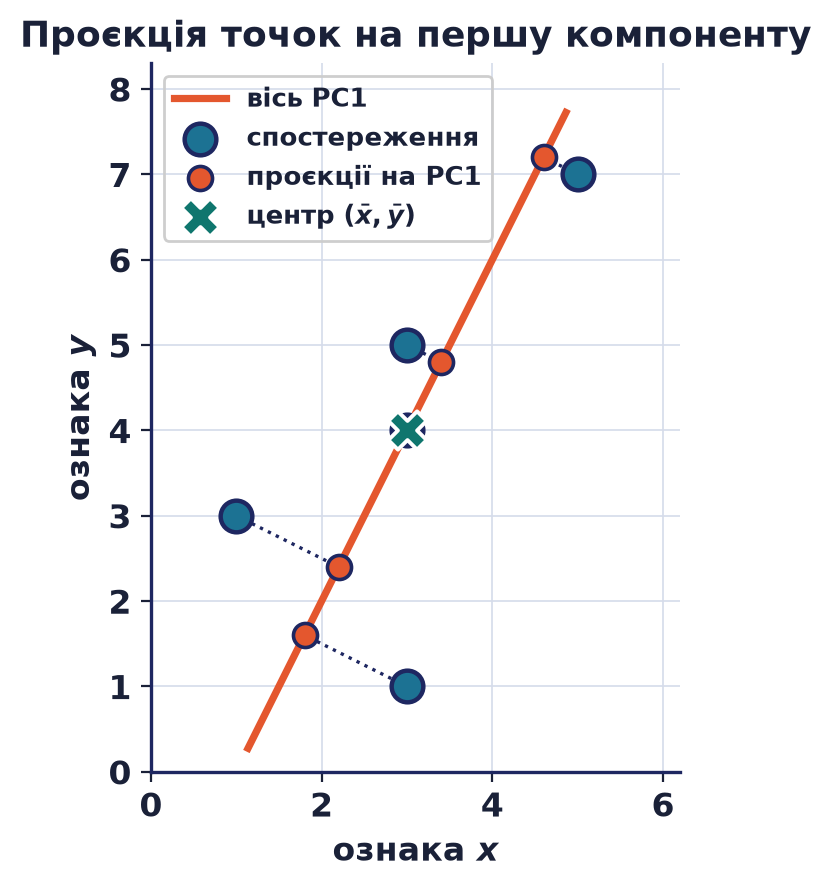 Проєкція точок на першу компоненту
вісь PC1
спостереження
проєкції на PC1
центр (x̄, ȳ)
ознака y
8
7
6
5
4
3
2
1
0
0 2 4 6
ознака x